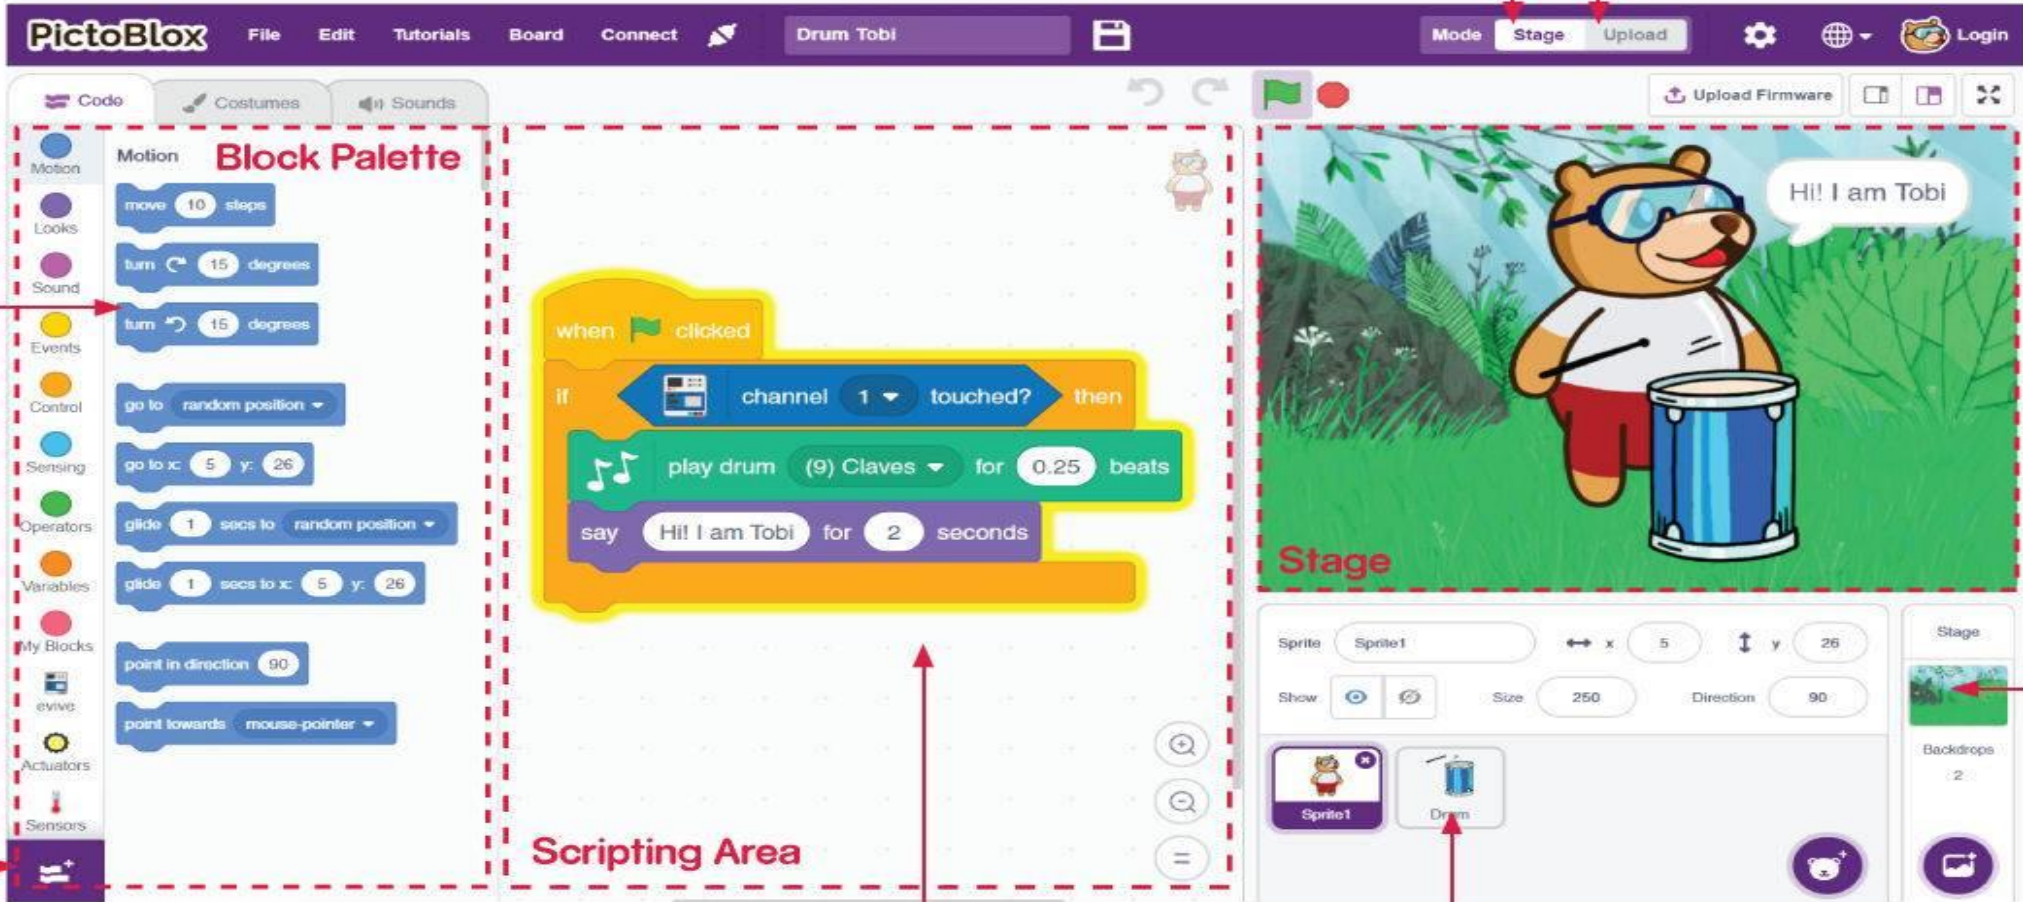 PictoBlox File Edit Tutorials Board Connect Drum Tobi Mode Stage Upload Login
Code Costumes Sounds Upload Firmware
Motion
Looks
Sound
Events
Control
Sensing
Operators
Variables
My Blocks
evive
Actuators
Sensors
Motion Block Palette
move 10 steps
turn 15 degrees
turn 15 degrees
go to random position
go to x: 5 y: 26
glide 1 secs to random position
glide 1 secs to x: 5 y: 26
point in direction 90
point towards mouse-pointer
when clicked
if channel 1 touched? then
play drum (9) Claves for 0.25 beats
say Hi! I am Tobi for 2 seconds
Scripting Area
Hi! I am Tobi
Stage
Sprite Sprite1 x 5 y 26
Show Size 250 Direction 90
Sprite1 Drum
Stage
Backdrops
2